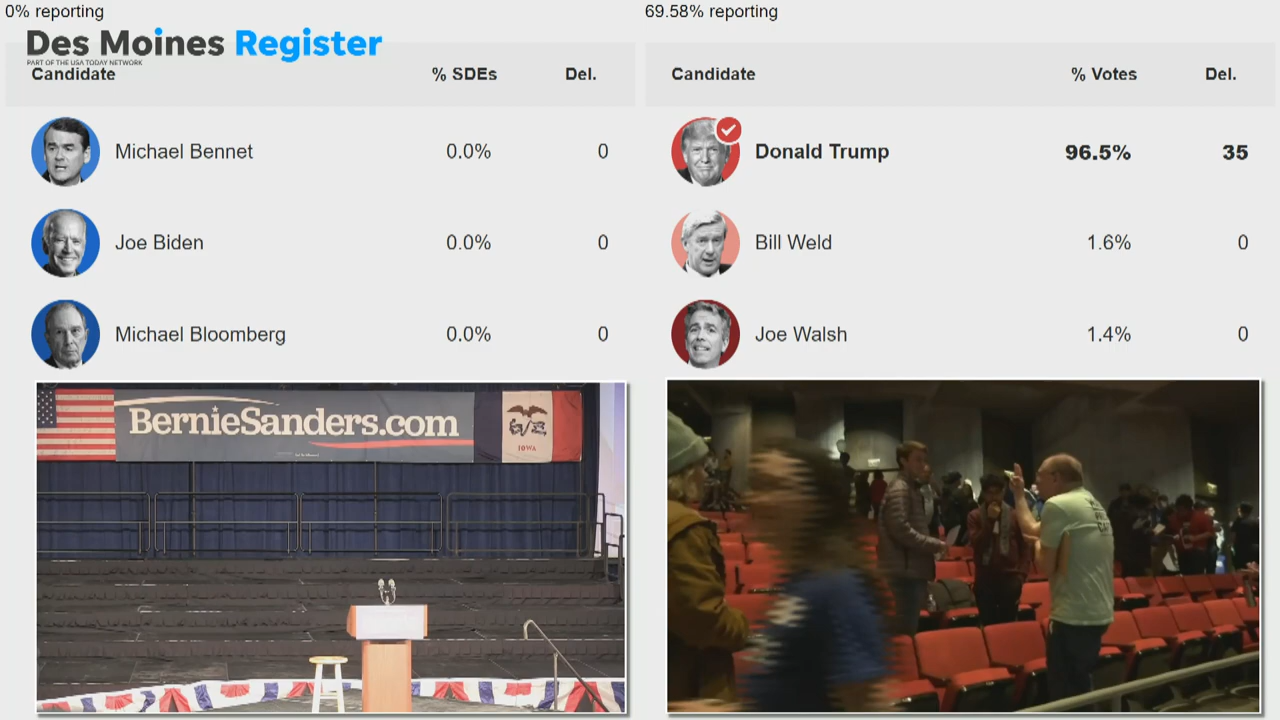 0% reporting
69.58% reporting
Des Moines Register
PART OF THE USA TODAY NETWORK
Candidate % SDEs Del.
Candidate % Votes Del.
Michael Bennet 0.0% 0
Donald Trump 96.5% 35
Joe Biden 0.0% 0
Bill Weld 1.6% 0
Michael Bloomberg 0.0% 0
Joe Walsh 1.4% 0
BernieSanders.com
IOWA